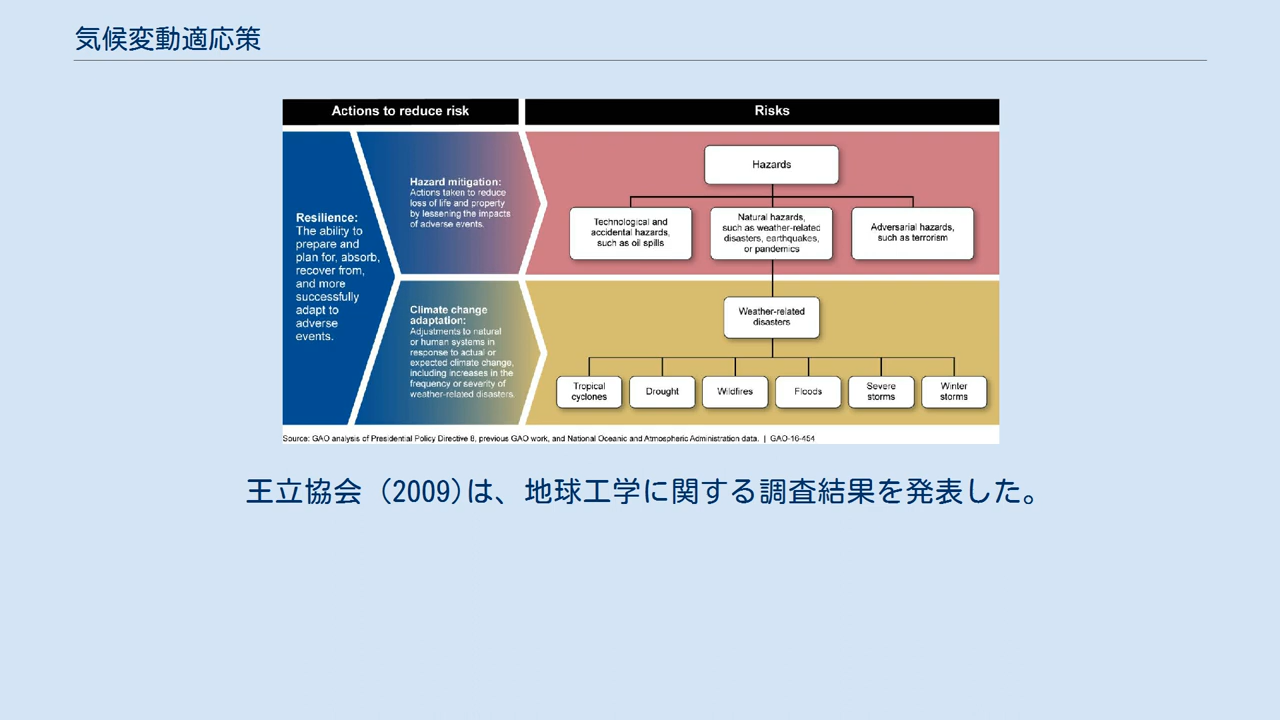 気候変動適応策
Actions to reduce risk
Risks
Resilience:
The ability to
prepare and
plan for, absorb,
recover from,
and more
successfully
adapt to
adverse
events.
Hazard mitigation:
Actions taken to reduce
loss of life and property
by lessening the impacts
of adverse events.
Climate change
adaptation:
Adjustments to natural
or human systems in
response to actual or
expected climate change,
including increases in the
frequency or severity of
weather-related disasters.
Hazards
Technological and
accidental hazards,
such as oil spills
Natural hazards,
such as weather-related
disasters, earthquakes,
or pandemics
Adversarial hazards,
such as terrorism
Weather-related
disasters
Tropical
cyclones
Drought
Wildfires
Floods
Severe
storms
Winter
storms
Source: GAO analysis of Presidential Policy Directive 8, previous GAO work, and National Oceanic and Atmospheric Administration data. | GAO-16-454
王立協会 (2009)は、地球工学に関する調査結果を発表した。